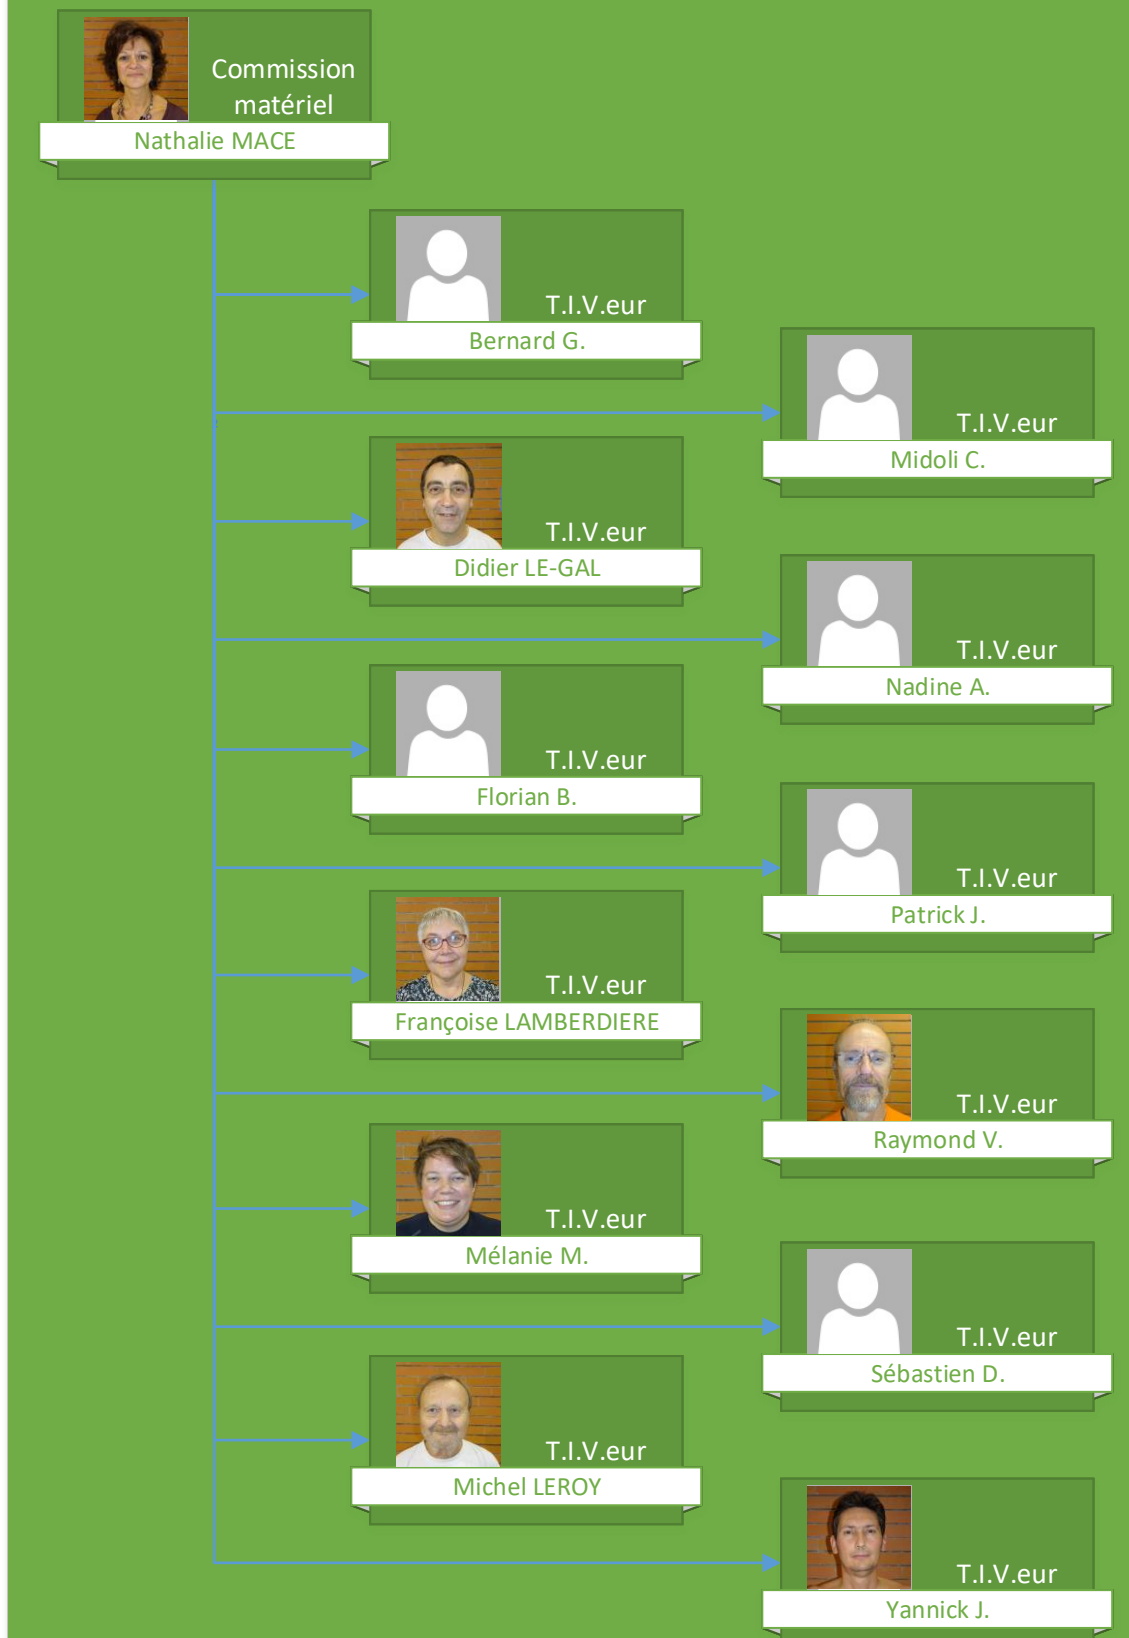 Commission
matériel
Nathalie MACE
T.I.V.eur
Bernard G.
T.I.V.eur
Midoli C.
T.I.V.eur
Didier LE-GAL
T.I.V.eur
Nadine A.
T.I.V.eur
Florian B.
T.I.V.eur
Patrick J.
T.I.V.eur
Françoise LAMBERDIERE
T.I.V.eur
Raymond V.
T.I.V.eur
Mélanie M.
T.I.V.eur
Sébastien D.
T.I.V.eur
Michel LEROY
T.I.V.eur
Yannick J.